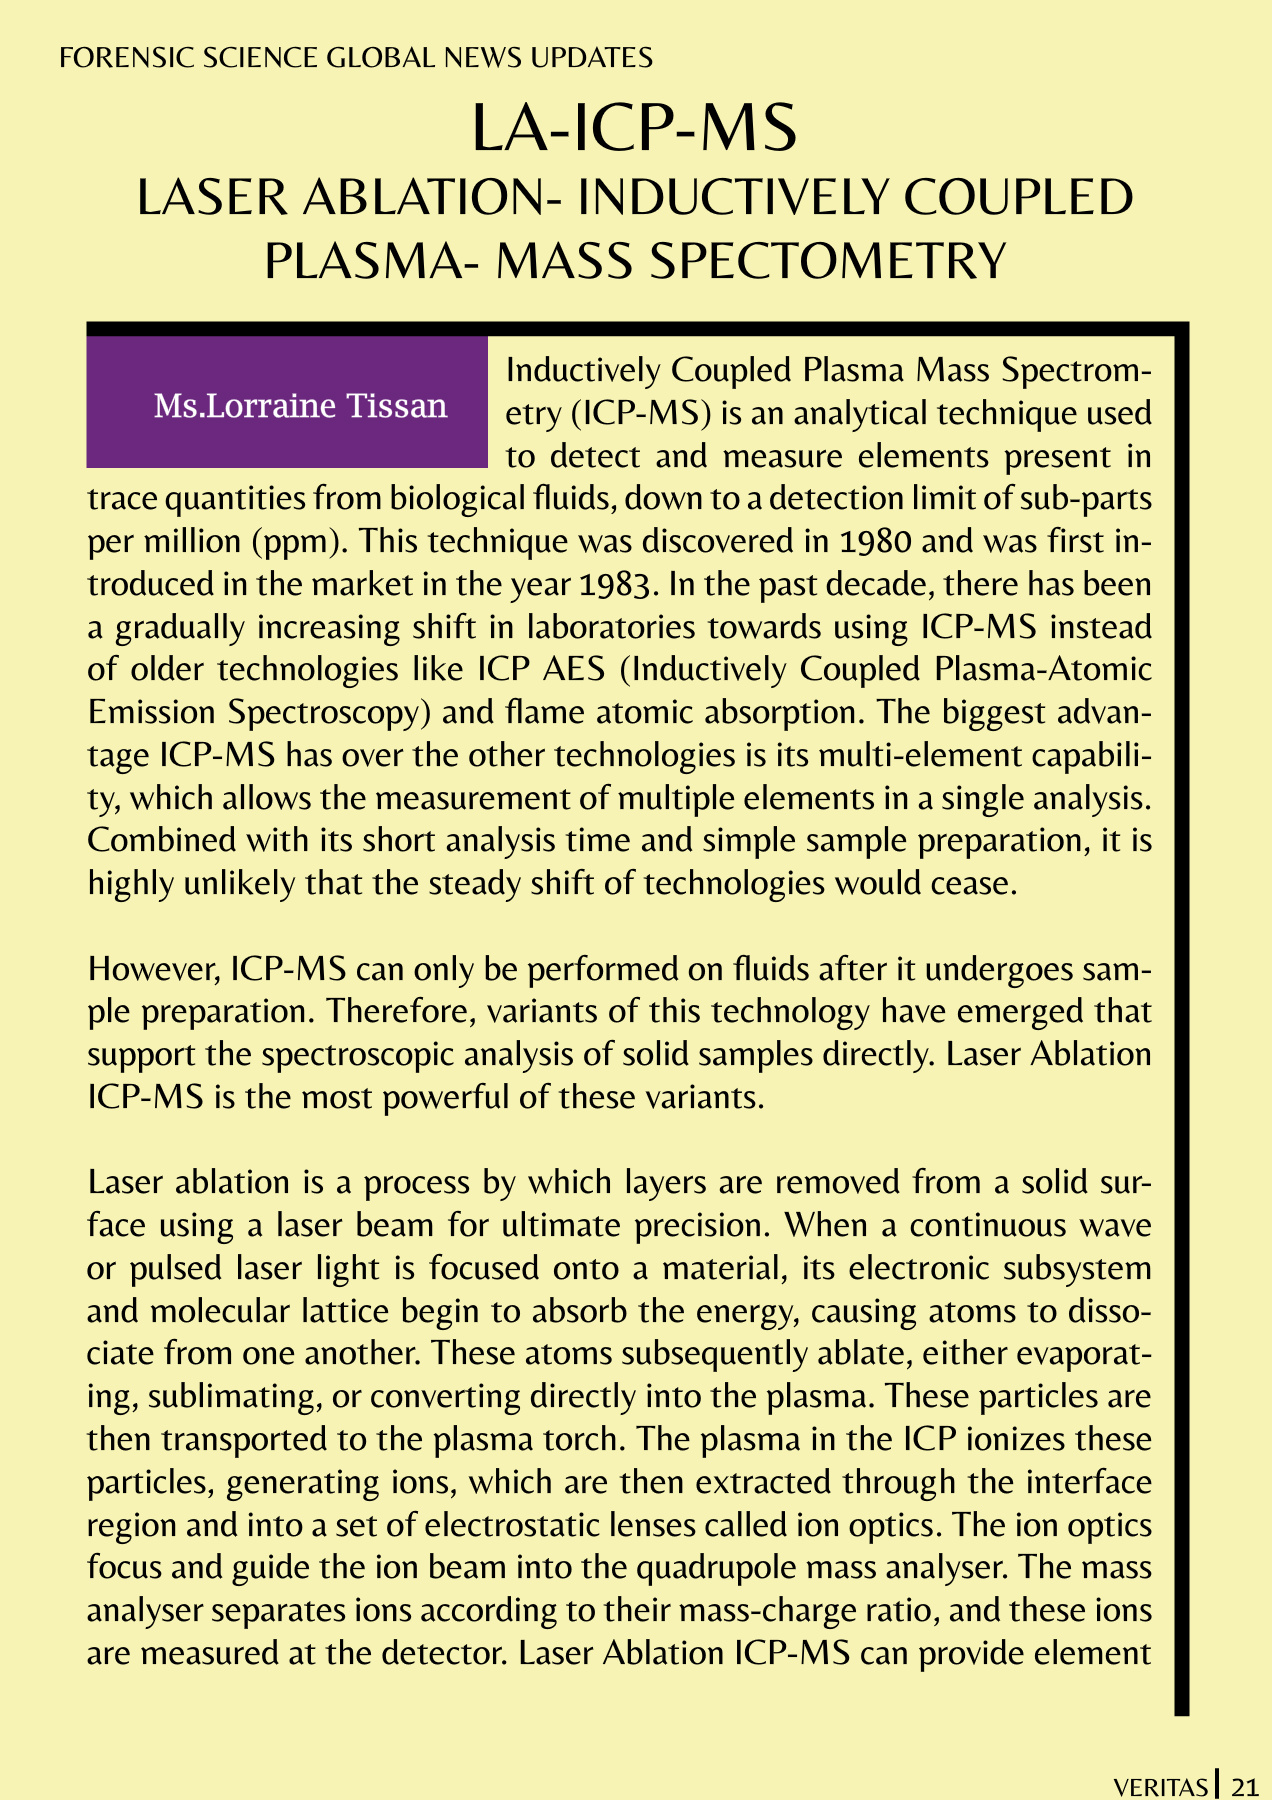 FORENSIC SCIENCE GLOBAL NEWS UPDATES
LA-ICP-MS
LASER ABLATION- INDUCTIVELY COUPLED
PLASMA- MASS SPECTOMETRY
Ms.Lorraine Tissan
Inductively Coupled Plasma Mass Spectrom-
etry (ICP-MS) is an analytical technique used
to detect and measure elements present in
trace quantities from biological fluids, down to a detection limit of sub-parts
per million (ppm). This technique was discovered in 1980 and was first in-
troduced in the market in the year 1983. In the past decade, there has been
a gradually increasing shift in laboratories towards using ICP-MS instead
of older technologies like ICP AES (Inductively Coupled Plasma-Atomic
Emission Spectroscopy) and flame atomic absorption. The biggest advan-
tage ICP-MS has over the other technologies is its multi-element capabili-
ty, which allows the measurement of multiple elements in a single analysis.
Combined with its short analysis time and simple sample preparation, it is
highly unlikely that the steady shift of technologies would cease.
However, ICP-MS can only be performed on fluids after it undergoes sam-
ple preparation. Therefore, variants of this technology have emerged that
support the spectroscopic analysis of solid samples directly. Laser Ablation
ICP-MS is the most powerful of these variants.
Laser ablation is a process by which layers are removed from a solid sur-
face using a laser beam for ultimate precision. When a continuous wave
or pulsed laser light is focused onto a material, its electronic subsystem
and molecular lattice begin to absorb the energy, causing atoms to disso-
ciate from one another. These atoms subsequently ablate, either evaporat-
ing, sublimating, or converting directly into the plasma. These particles are
then transported to the plasma torch. The plasma in the ICP ionizes these
particles, generating ions, which are then extracted through the interface
region and into a set of electrostatic lenses called ion optics. The ion optics
focus and guide the ion beam into the quadrupole mass analyser. The mass
analyser separates ions according to their mass-charge ratio, and these ions
are measured at the detector. Laser Ablation ICP-MS can provide element
VERITAS | 21